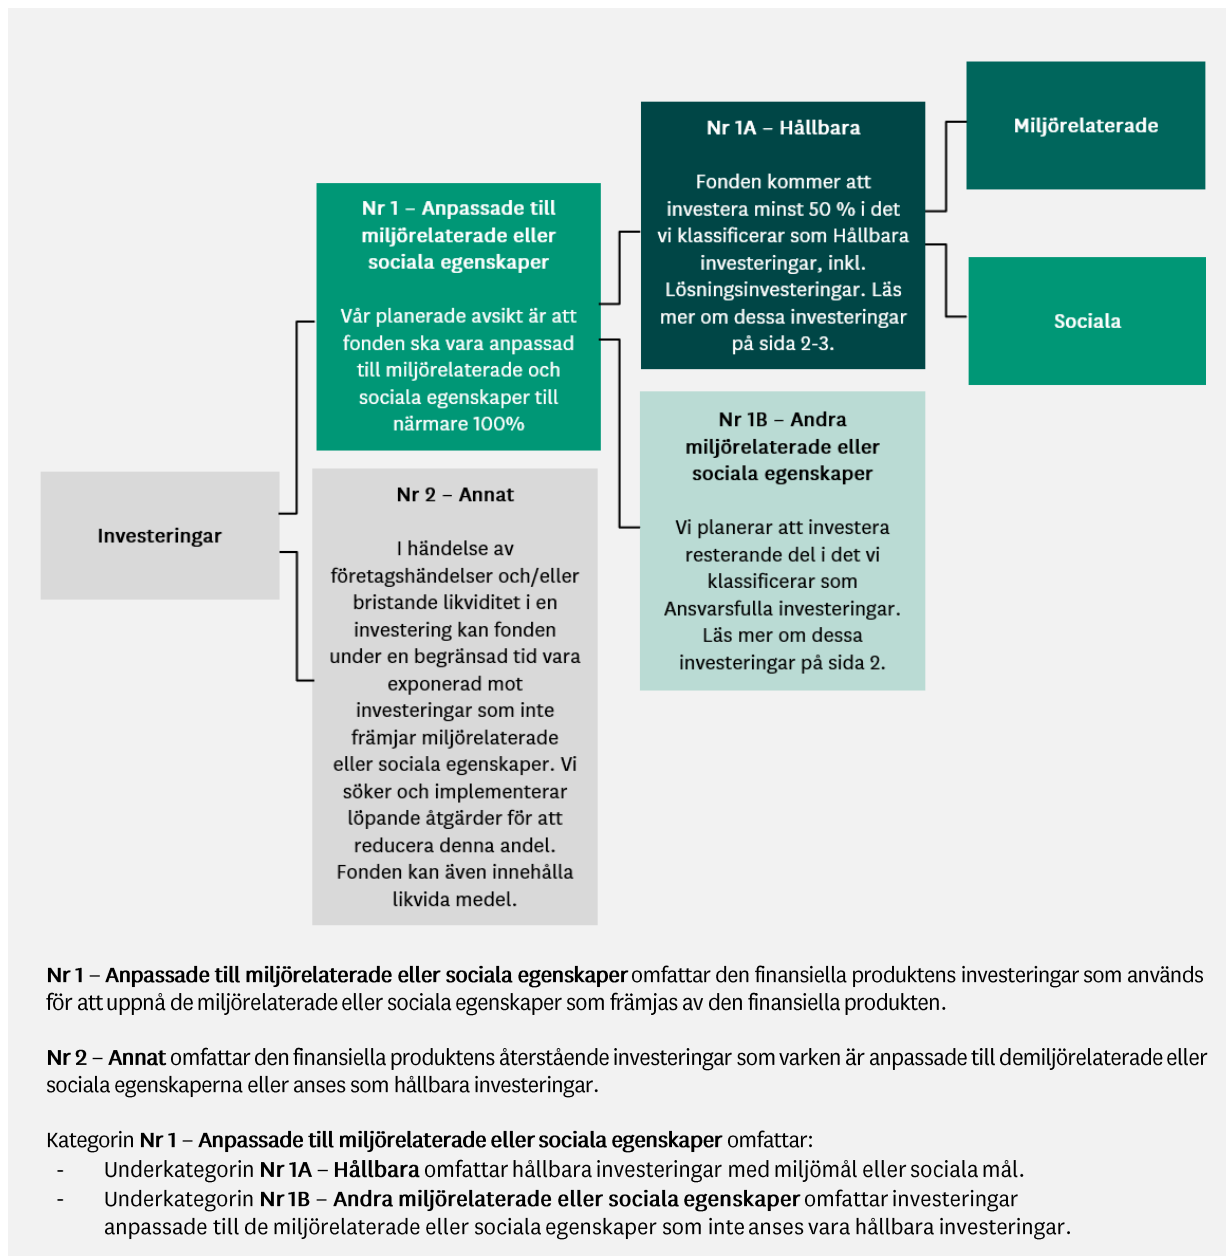 Investeringar
Nr 1 – Anpassade till
miljörelaterade eller
sociala egenskaper
Vår planerade avsikt är att
fonden ska vara anpassad
till miljörelaterade och
sociala egenskaper till
närmare 100%
Nr 2 – Annat
I händelse av
företagshändelser och/eller
bristande likviditet i en
investering kan fonden
under en begränsad tid vara
exponerad mot
investeringar som inte
främjar miljörelaterade
eller sociala egenskaper. Vi
söker och implementerar
löpande åtgärder för att
reducera denna andel.
Fonden kan även innehålla
likvida medel.
Nr 1A – Hållbara
Fonden kommer att
investera minst 50 % i det
vi klassificerar som Hållbara
investeringar, inkl.
Lösningsinvesteringar. Läs
mer om dessa investeringar
på sida 2-3.
Nr 1B – Andra
miljörelaterade eller
sociala egenskaper
Vi planerar att investera
resterande del i det vi
klassificerar som
Ansvarsfulla investeringar.
Läs mer om dessa
investeringar på sida 2.
Miljörelaterade
Sociala
Nr 1 – Anpassade till miljörelaterade eller sociala egenskaper omfattar den finansiella produktens investeringar som används
för att uppnå de miljörelaterade eller sociala egenskaper som främjas av den finansiella produkten.
Nr 2 – Annat omfattar den finansiella produktens återstående investeringar som varken är anpassade till demiljörelaterade eller
sociala egenskaperna eller anses som hållbara investeringar.
Kategorin Nr 1 – Anpassade till miljörelaterade eller sociala egenskaper omfattar:
- Underkategorin Nr 1A – Hållbara omfattar hållbara investeringar med miljömål eller sociala mål.
- Underkategorin Nr 1B – Andra miljörelaterade eller sociala egenskaper omfattar investeringar
anpassade till de miljörelaterade eller sociala egenskaper som inte anses vara hållbara investeringar.